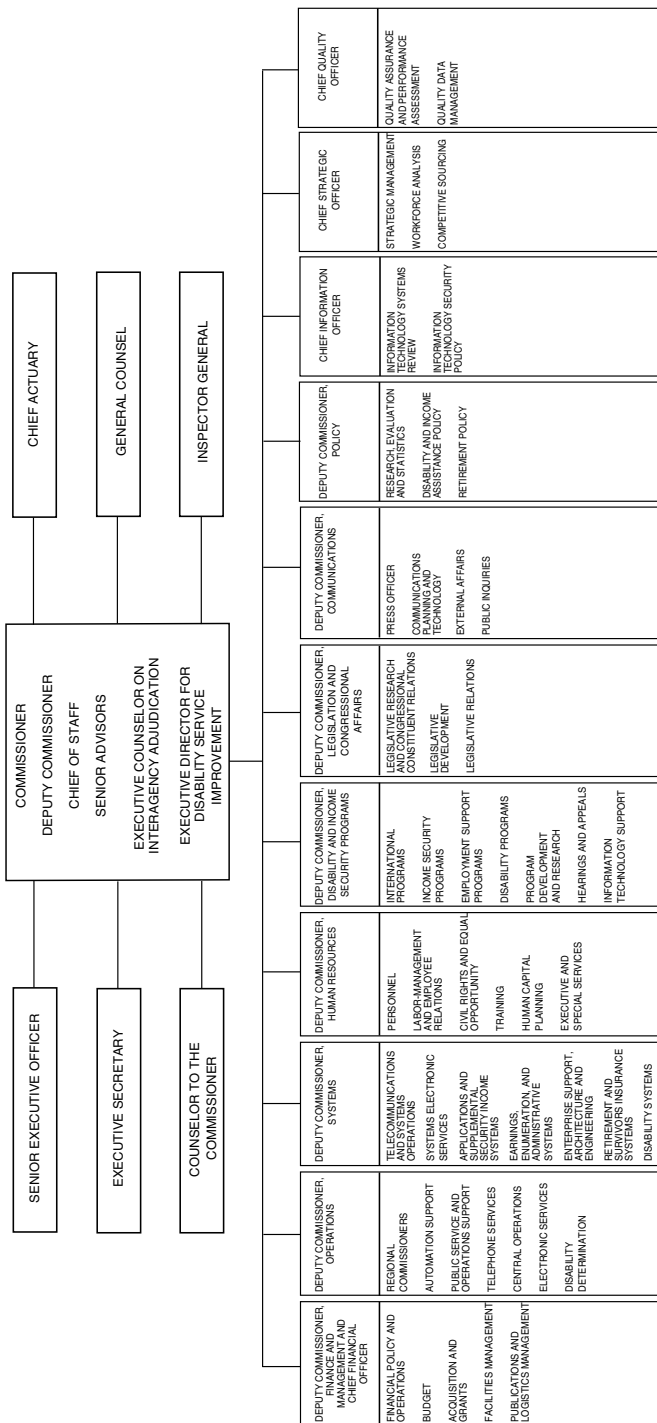 COMMISSIONER
DEPUTY COMMISSIONER
CHIEF OF STAFF
SENIOR ADVISORS
EXECUTIVE COUNSELOR ON
INTERAGENCY ADJUDICATION
EXECUTIVE DIRECTOR FOR
DISABILITY SERVICE
IMPROVEMENT
SENIOR EXECUTIVE OFFICER
EXECUTIVE SECRETARY
COUNSELOR TO THE
COMMISSIONER
CHIEF ACTUARY
GENERAL COUNSEL
INSPECTOR GENERAL
DEPUTY COMMISSIONER,
FINANCE AND
MANAGEMENT AND
CHIEF FINANCIAL
OFFICER
FINANCIAL POLICY AND
OPERATIONS
BUDGET
ACQUISITION AND
GRANTS
FACILITIES MANAGEMENT
PUBLICATIONS AND
LOGISTICS MANAGEMENT
DEPUTY COMMISSIONER,
OPERATIONS
REGIONAL
COMMISSIONERS
AUTOMATION SUPPORT
PUBLIC SERVICE AND
OPERATIONS SUPPORT
TELEPHONE SERVICES
CENTRAL OPERATIONS
ELECTRONIC SERVICES
DISABILITY
DETERMINATION
DEPUTY COMMISSIONER,
SYSTEMS
TELECOMMUNICATIONS
AND SYSTEMS
OPERATIONS
SYSTEMS ELECTRONIC
SERVICES
APPLICATIONS AND
SUPPLEMENTAL
SECURITY INCOME
SYSTEMS
EARNINGS,
ENUMERATION, AND
ADMINISTRATIVE
SYSTEMS
ENTERPRISE SUPPORT,
ARCHITECTURE AND
ENGINEERING
RETIREMENT AND
SURVIVORS INSURANCE
SYSTEMS
DISABILITY SYSTEMS
DEPUTY COMMISSIONER,
HUMAN RESOURCES
PERSONNEL
LABOR-MANAGEMENT
AND EMPLOYEE
RELATIONS
CIVIL RIGHTS AND EQUAL
OPPORTUNITY
TRAINING
HUMAN CAPITAL
PLANNING
EXECUTIVE AND
SPECIAL SERVICES
DEPUTY COMMISSIONER,
DISABILITY AND INCOME
SECURITY PROGRAMS
INTERNATIONAL
PROGRAMS
INCOME SECURITY
PROGRAMS
EMPLOYMENT SUPPORT
PROGRAMS
DISABILITY PROGRAMS
PROGRAM
DEVELOPMENT
AND RESEARCH
HEARINGS AND APPEALS
INFORMATION
TECHNOLOGY SUPPORT
DEPUTY COMMISSIONER,
LEGISLATION AND
CONGRESSIONAL
AFFAIRS
LEGISLATIVE RESEARCH
AND CONGRESSIONAL
CONSTITUENT RELATIONS
LEGISLATIVE
DEVELOPMENT
LEGISLATIVE RELATIONS
DEPUTY COMMISSIONER,
COMMUNICATIONS
PRESS OFFICER
COMMUNICATIONS
PLANNING AND
TECHNOLOGY
EXTERNAL AFFAIRS
PUBLIC INQUIRIES
DEPUTY COMMISSIONER,
POLICY
RESEARCH, EVALUATION
AND STATISTICS
DISABILITY AND INCOME
ASSISTANCE POLICY
RETIREMENT POLICY
CHIEF INFORMATION
OFFICER
INFORMATION
TECHNOLOGY SYSTEMS
REVIEW
INFORMATION
TECHNOLOGY SECURITY
POLICY
CHIEF STRATEGIC
OFFICER
STRATEGIC MANAGEMENT
WORKFORCE ANALYSIS
COMPETITIVE SOURCING
CHIEF QUALITY
OFFICER
QUALITY ASSURANCE
AND PERFORMANCE
ASSESSMENT
QUALITY DATA
MANAGEMENT